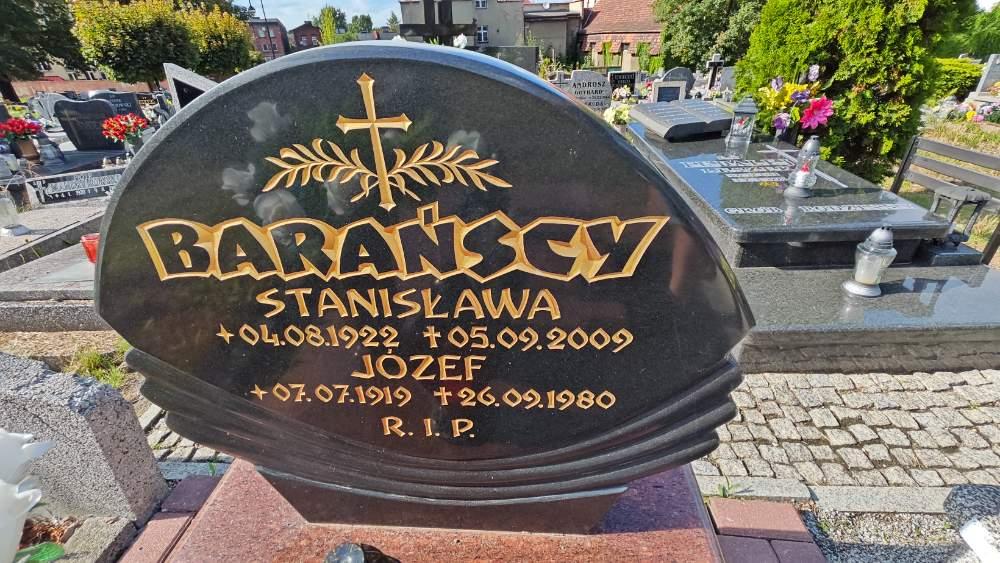 BARAŃSCY
STANISŁAWA
+04.08.1922 †05.09.2009
JÓZEF
+07.07.1919 †26.09.1980
R. I. P.